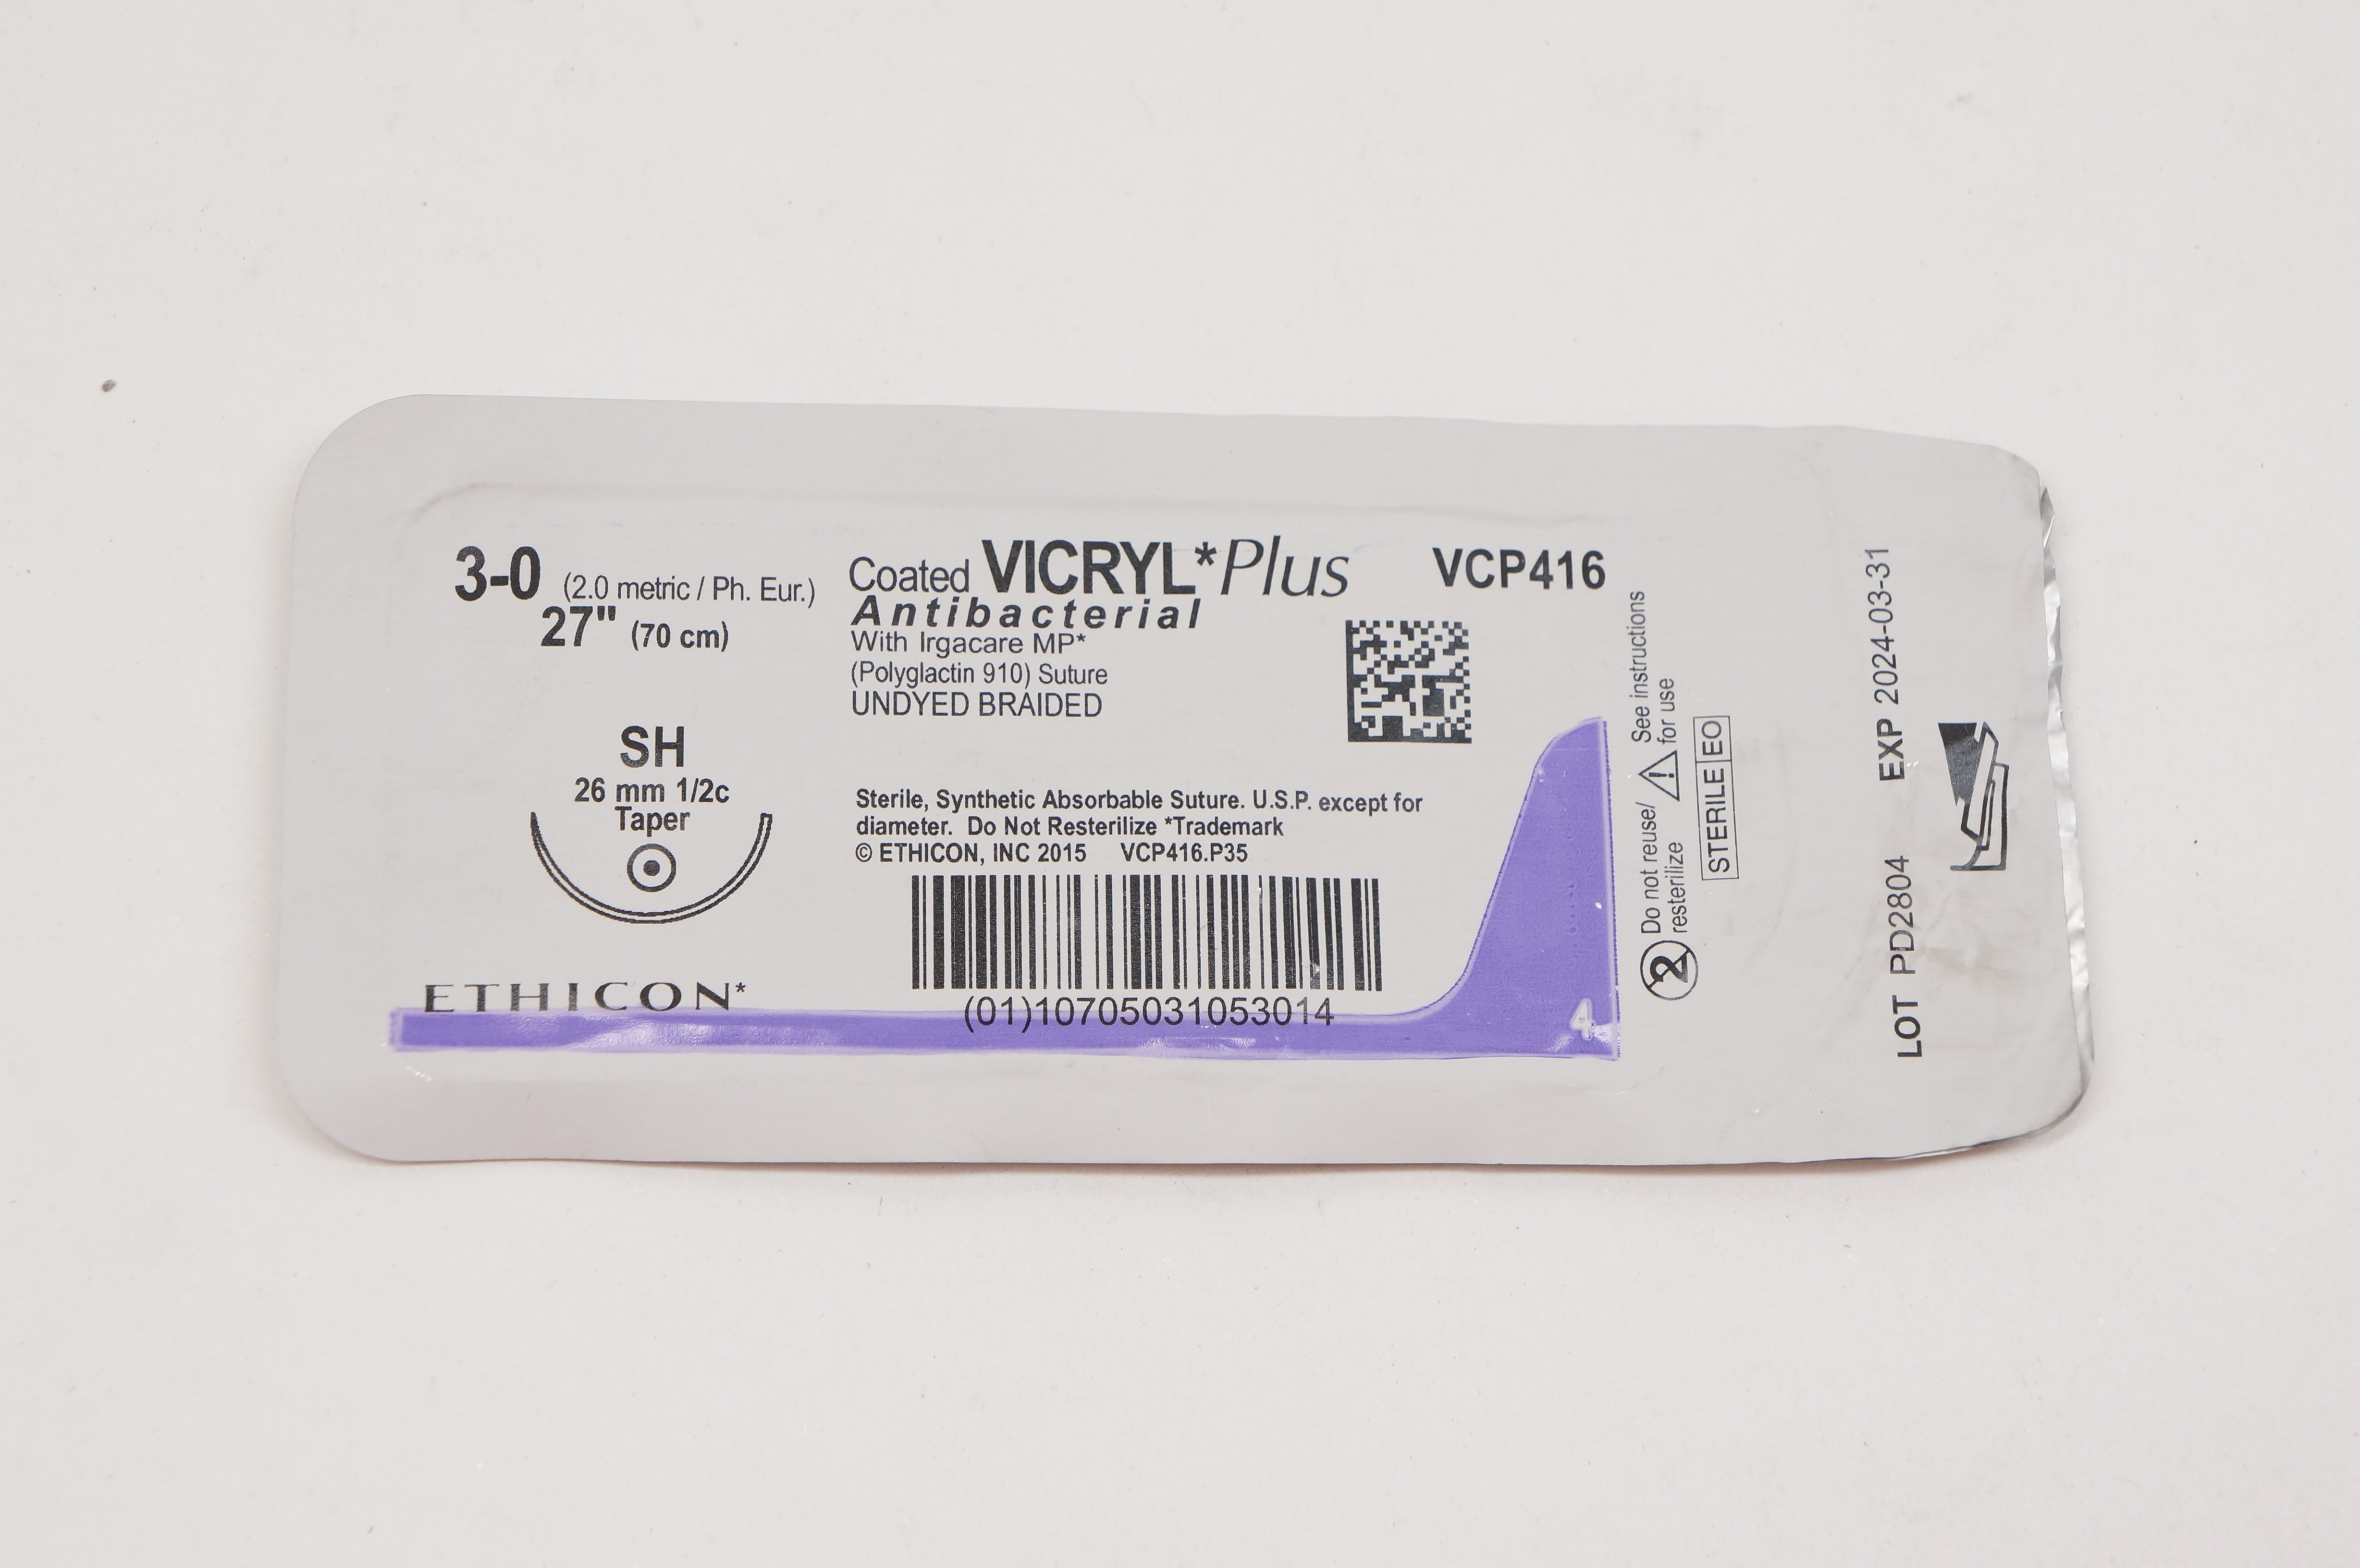 3-0 (2.0 metric / Ph. Eur.)
27" (70 cm)
SH
26 mm 1/2c
Taper
ETHICON*
Coated VICRYL*Plus
Antibacterial
With Irgacare MP*
(Polyglactin 910) Suture
UNDYED BRAIDED
VCP416
Sterile, Synthetic Absorbable Suture. U.S.P. except for
diameter. Do Not Resterilize *Trademark
© ETHICON, INC 2015 VCP416.P35
(01)10705031053014
4
2 Do not reuse/
resterilize
! See instructions
for use
STERILE EO
LOT PD2804 EXP 2024-03-31